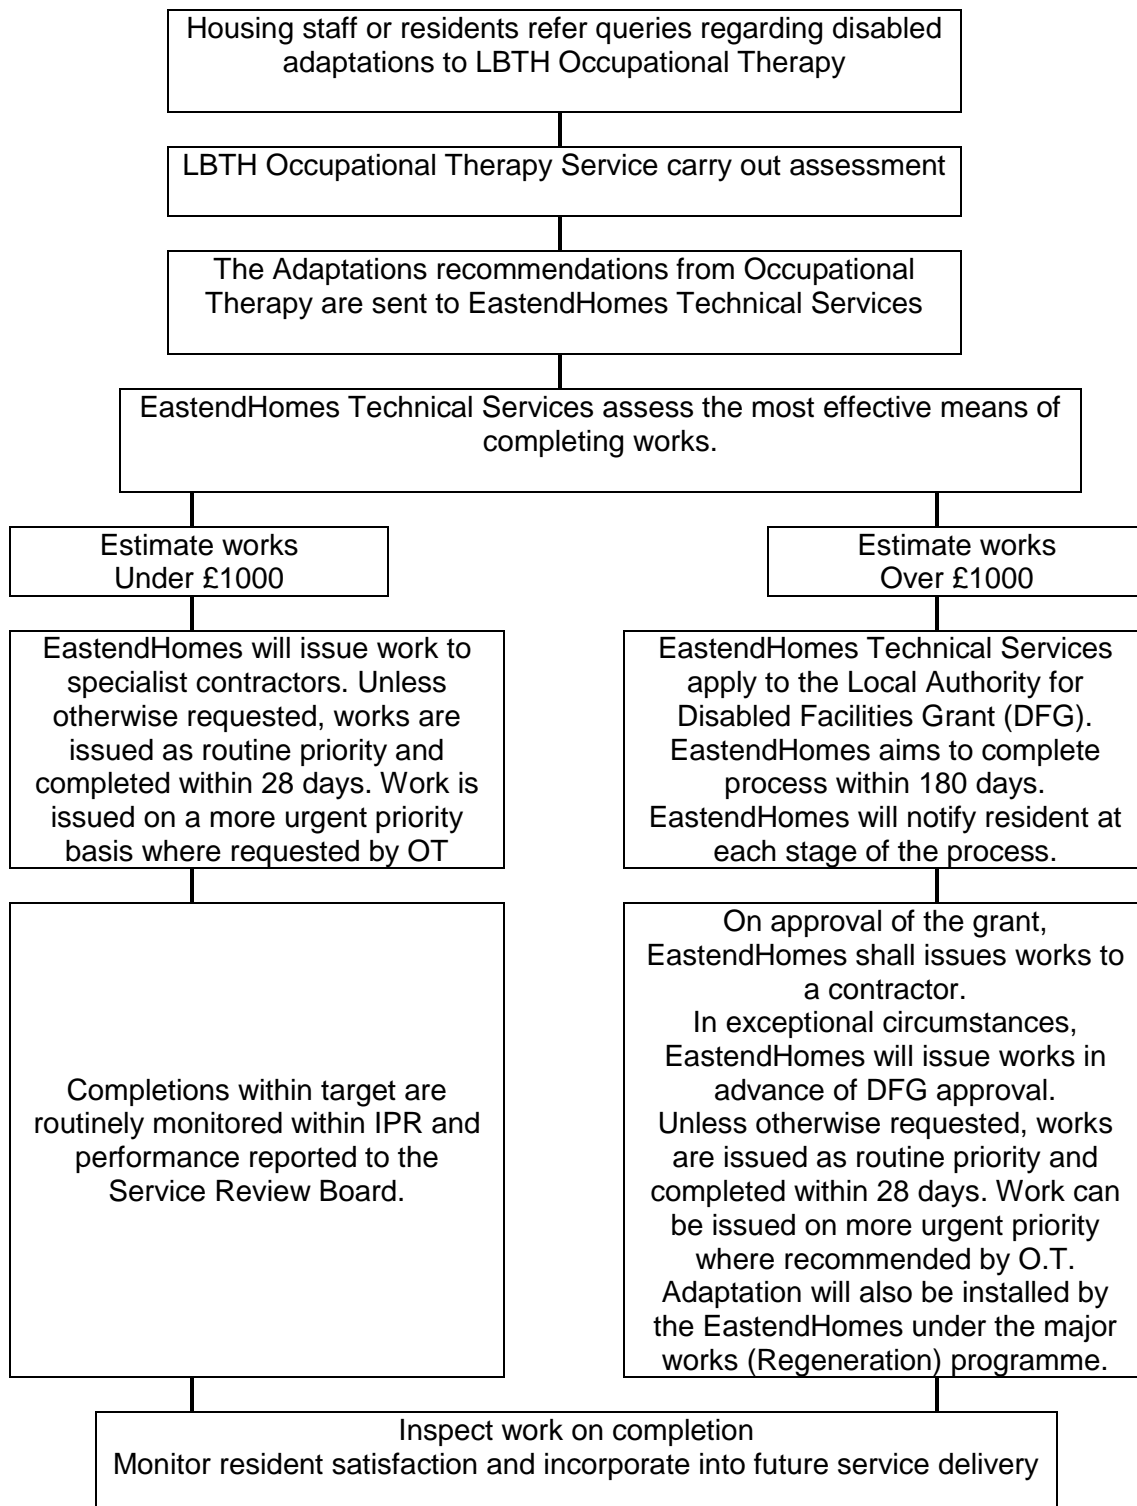 Housing staff or residents refer queries regarding disabled
adaptations to LBTH Occupational Therapy
LBTH Occupational Therapy Service carry out assessment
The Adaptations recommendations from Occupational
Therapy are sent to EastendHomes Technical Services
EastendHomes Technical Services assess the most effective means of
completing works.
Estimate works
Under £1000
Estimate works
Over £1000
EastendHomes will issue work to
specialist contractors. Unless
otherwise requested, works are
issued as routine priority and
completed within 28 days. Work is
issued on a more urgent priority
basis where requested by OT
EastendHomes Technical Services
apply to the Local Authority for
Disabled Facilities Grant (DFG).
EastendHomes aims to complete
process within 180 days.
EastendHomes will notify resident at
each stage of the process.
Completions within target are
routinely monitored within IPR and
performance reported to the
Service Review Board.
On approval of the grant,
EastendHomes shall issues works to
a contractor.
In exceptional circumstances,
EastendHomes will issue works in
advance of DFG approval.
Unless otherwise requested, works
are issued as routine priority and
completed within 28 days. Work can
be issued on more urgent priority
where recommended by O.T.
Adaptation will also be installed by
the EastendHomes under the major
works (Regeneration) programme.
Inspect work on completion
Monitor resident satisfaction and incorporate into future service delivery